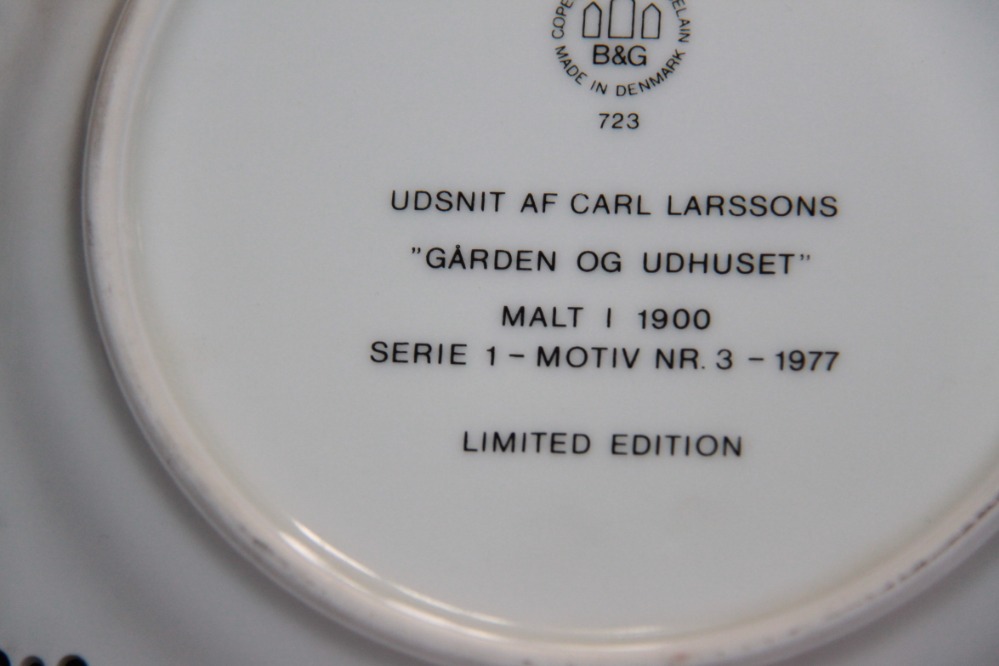 B&G
MADE IN DENMARK
723
UDSNIT AF CARL LARSSONS
"GÅRDEN OG UDHUSET"
MALT I 1900
SERIE 1 – MOTIV NR. 3 – 1977
LIMITED EDITION